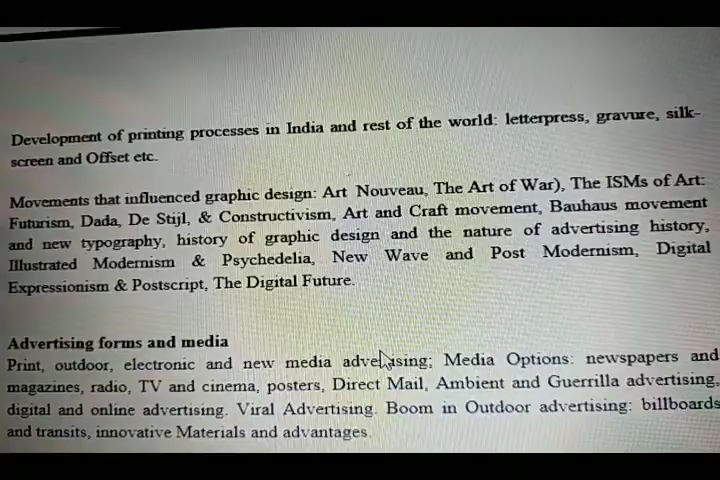 Development of printing processes in India and rest of the world: letterpress, gravure, silk-
screen and Offset etc.
Movements that influenced graphic design: Art Nouveau, The Art of War), The ISMs of Art:
Futurism, Dada, De Stijl, & Constructivism, Art and Craft movement, Bauhaus movement
and new typography, history of graphic design and the nature of advertising history,
Illustrated Modernism & Psychedelia, New Wave and Post Modernism, Digital
Expressionism & Postscript, The Digital Future.
Advertising forms and media
Print, outdoor, electronic and new media advertising; Media Options: newspapers and
magazines, radio, TV and cinema, posters, Direct Mail, Ambient and Guerrilla advertising,
digital and online advertising. Viral Advertising. Boom in Outdoor advertising: billboards
and transits, innovative Materials and advantages.